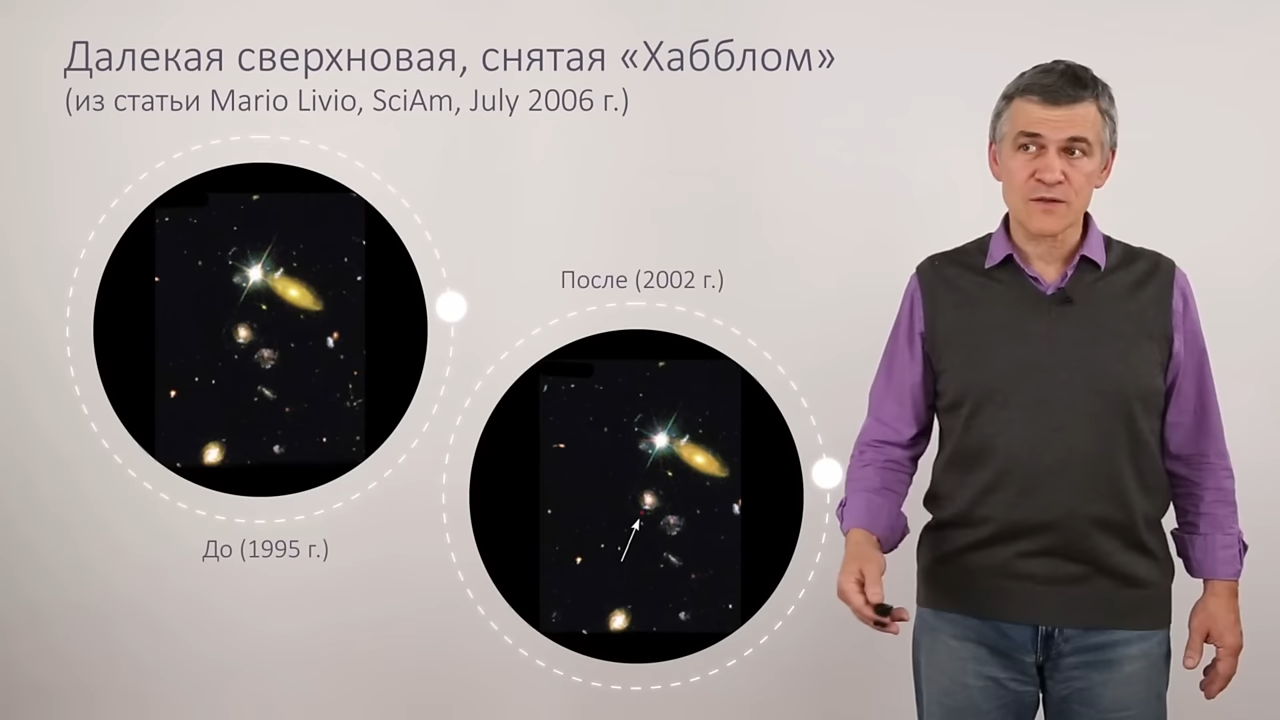 Далекая сверхновая, снятая «Хабблом»
(из статьи Mario Livio, SciAm, July 2006 г.)
После (2002 г.)
До (1995 г.)